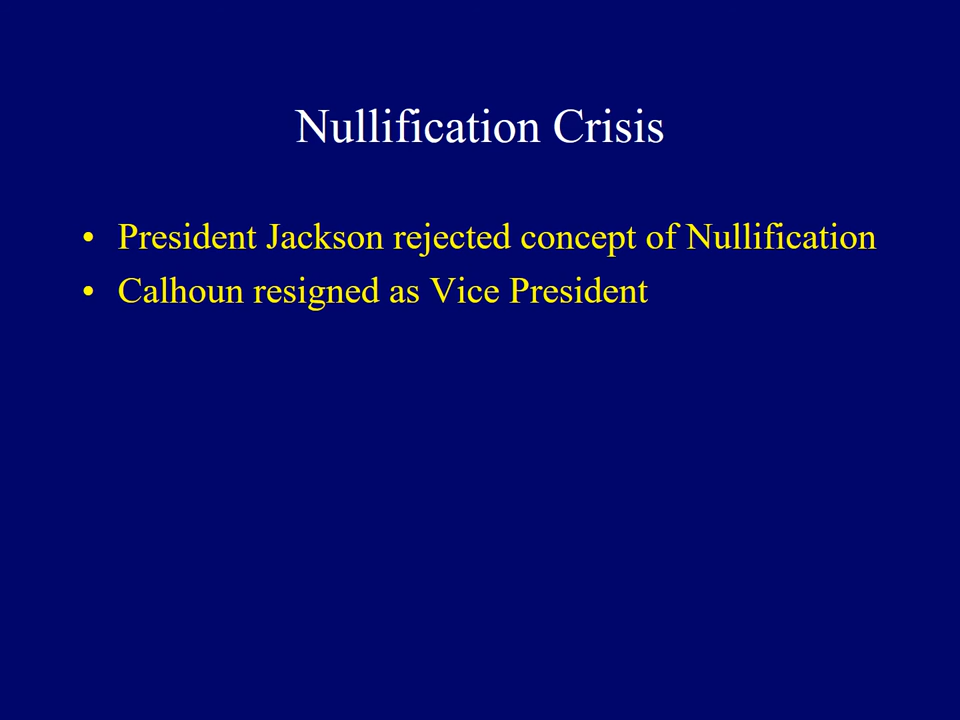 Nullification Crisis
• President Jackson rejected concept of Nullification
• Calhoun resigned as Vice President